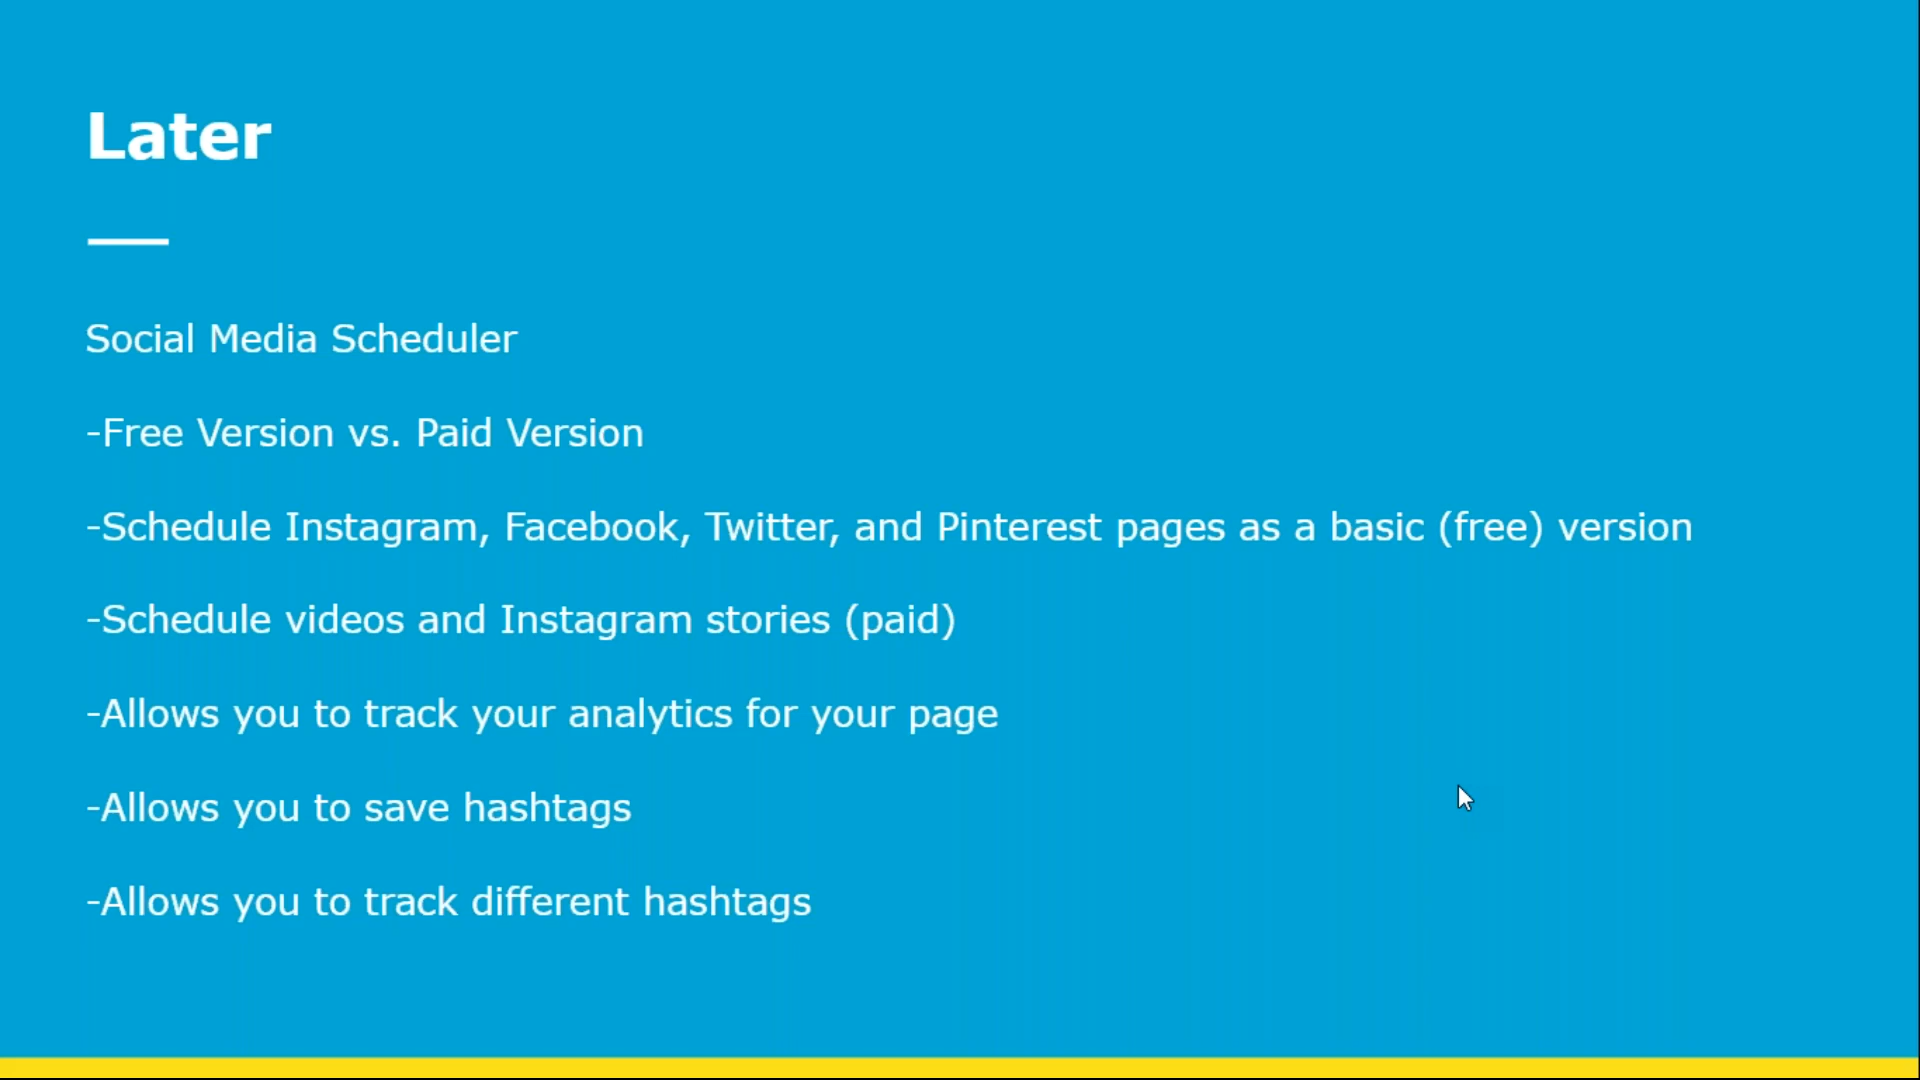 Later
Social Media Scheduler
-Free Version vs. Paid Version
-Schedule Instagram, Facebook, Twitter, and Pinterest pages as a basic (free) version
-Schedule videos and Instagram stories (paid)
-Allows you to track your analytics for your page
-Allows you to save hashtags
-Allows you to track different hashtags